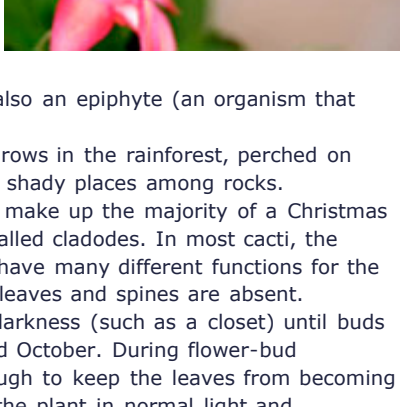 also an epiphyte (an organism that
rows in the rainforest, perched on
shady places among rocks.
make up the majority of a Christmas
alled cladodes. In most cacti, the
have many different functions for the
leaves and spines are absent.
darkness (such as a closet) until buds
d October. During flower-bud
ugh to keep the leaves from becoming
the plant in normal light and